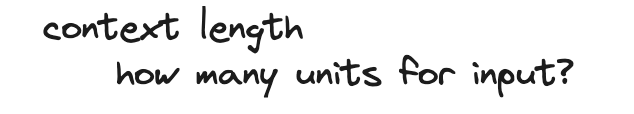 context length
how many units for input?